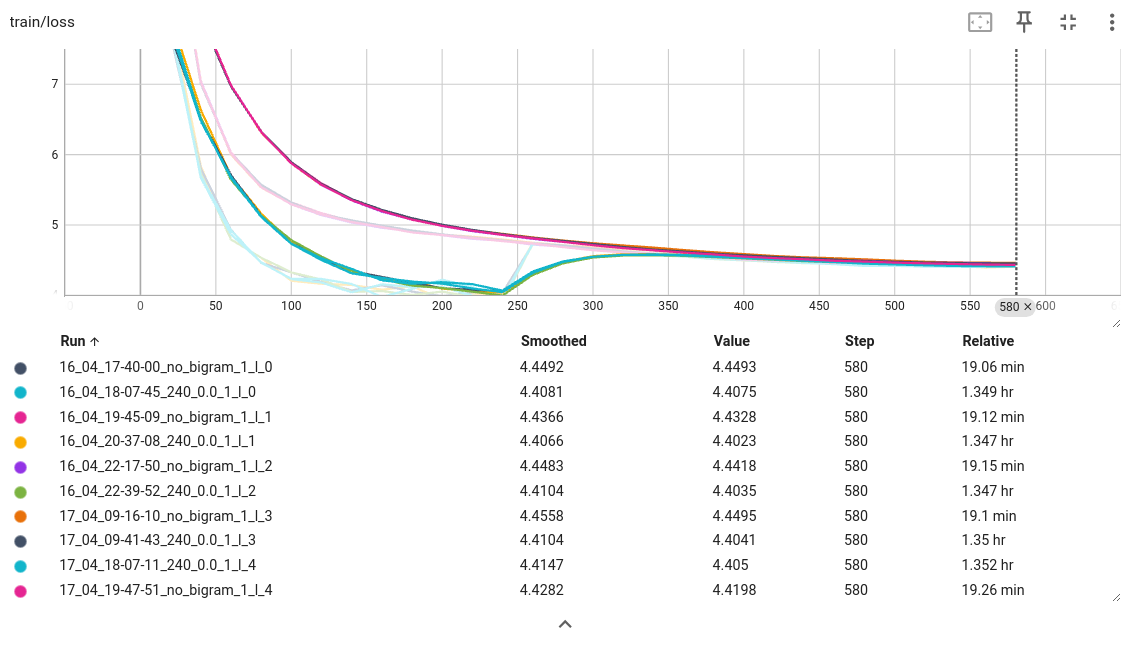 train/loss
7
6
5
4
0 50 100 150 200 250 300 350 400 450 500 550 580 × 600
Run ↑ Smoothed Value Step Relative
16_04_17-40-00_no_bigram_1_l_0 4.4492 4.4493 580 19.06 min
16_04_18-07-45_240_0.0_1_l_0 4.4081 4.4075 580 1.349 hr
16_04_19-45-09_no_bigram_1_l_1 4.4366 4.4328 580 19.12 min
16_04_20-37-08_240_0.0_1_l_1 4.4066 4.4023 580 1.347 hr
16_04_22-17-50_no_bigram_1_l_2 4.4483 4.4418 580 19.15 min
16_04_22-39-52_240_0.0_1_l_2 4.4104 4.4035 580 1.347 hr
17_04_09-16-10_no_bigram_1_l_3 4.4558 4.4495 580 19.1 min
17_04_09-41-43_240_0.0_1_l_3 4.4104 4.4041 580 1.35 hr
17_04_18-07-11_240_0.0_1_l_4 4.4147 4.405 580 1.352 hr
17_04_19-47-51_no_bigram_1_l_4 4.4282 4.4198 580 19.26 min